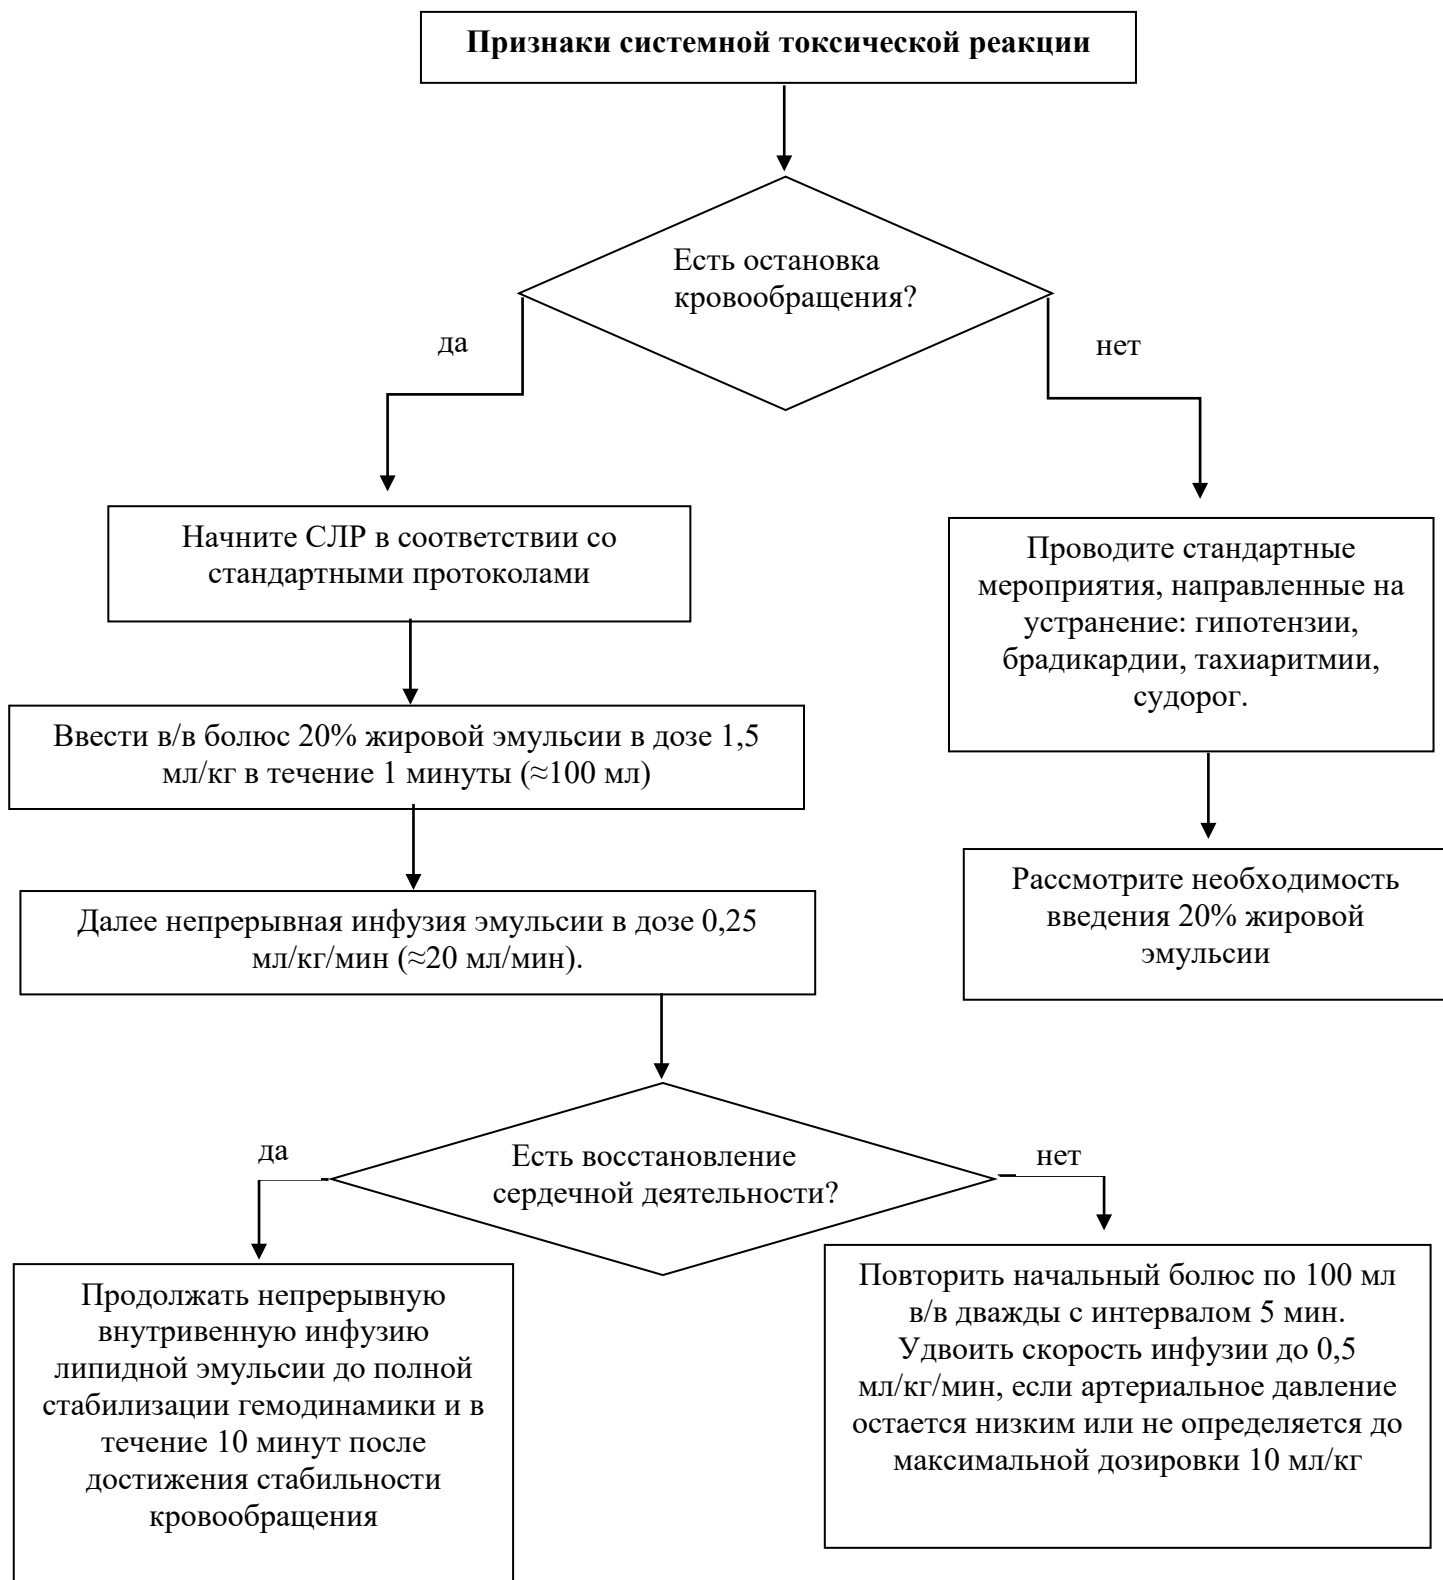 Признаки системной токсической реакции
Есть остановка
кровообращения?
да
нет
Начните СЛР в соответствии со
стандартными протоколами
Проводите стандартные
мероприятия, направленные на
устранение: гипотензии,
брадикардии, тахиаритмии,
судорог.
Ввести в/в болюс 20% жировой эмульсии в дозе 1,5
мл/кг в течение 1 минуты (≈100 мл)
Рассмотрите необходимость
введения 20% жировой
эмульсии
Далее непрерывная инфузия эмульсии в дозе 0,25
мл/кг/мин (≈20 мл/мин).
Есть восстановление
сердечной деятельности?
да
нет
Продолжать непрерывную
внутривенную инфузию
липидной эмульсии до полной
стабилизации гемодинамики и в
течение 10 минут после
достижения стабильности
кровообращения
Повторить начальный болюс по 100 мл
в/в дважды с интервалом 5 мин.
Удвоить скорость инфузии до 0,5
мл/кг/мин, если артериальное давление
остается низким или не определяется до
максимальной дозировки 10 мл/кг